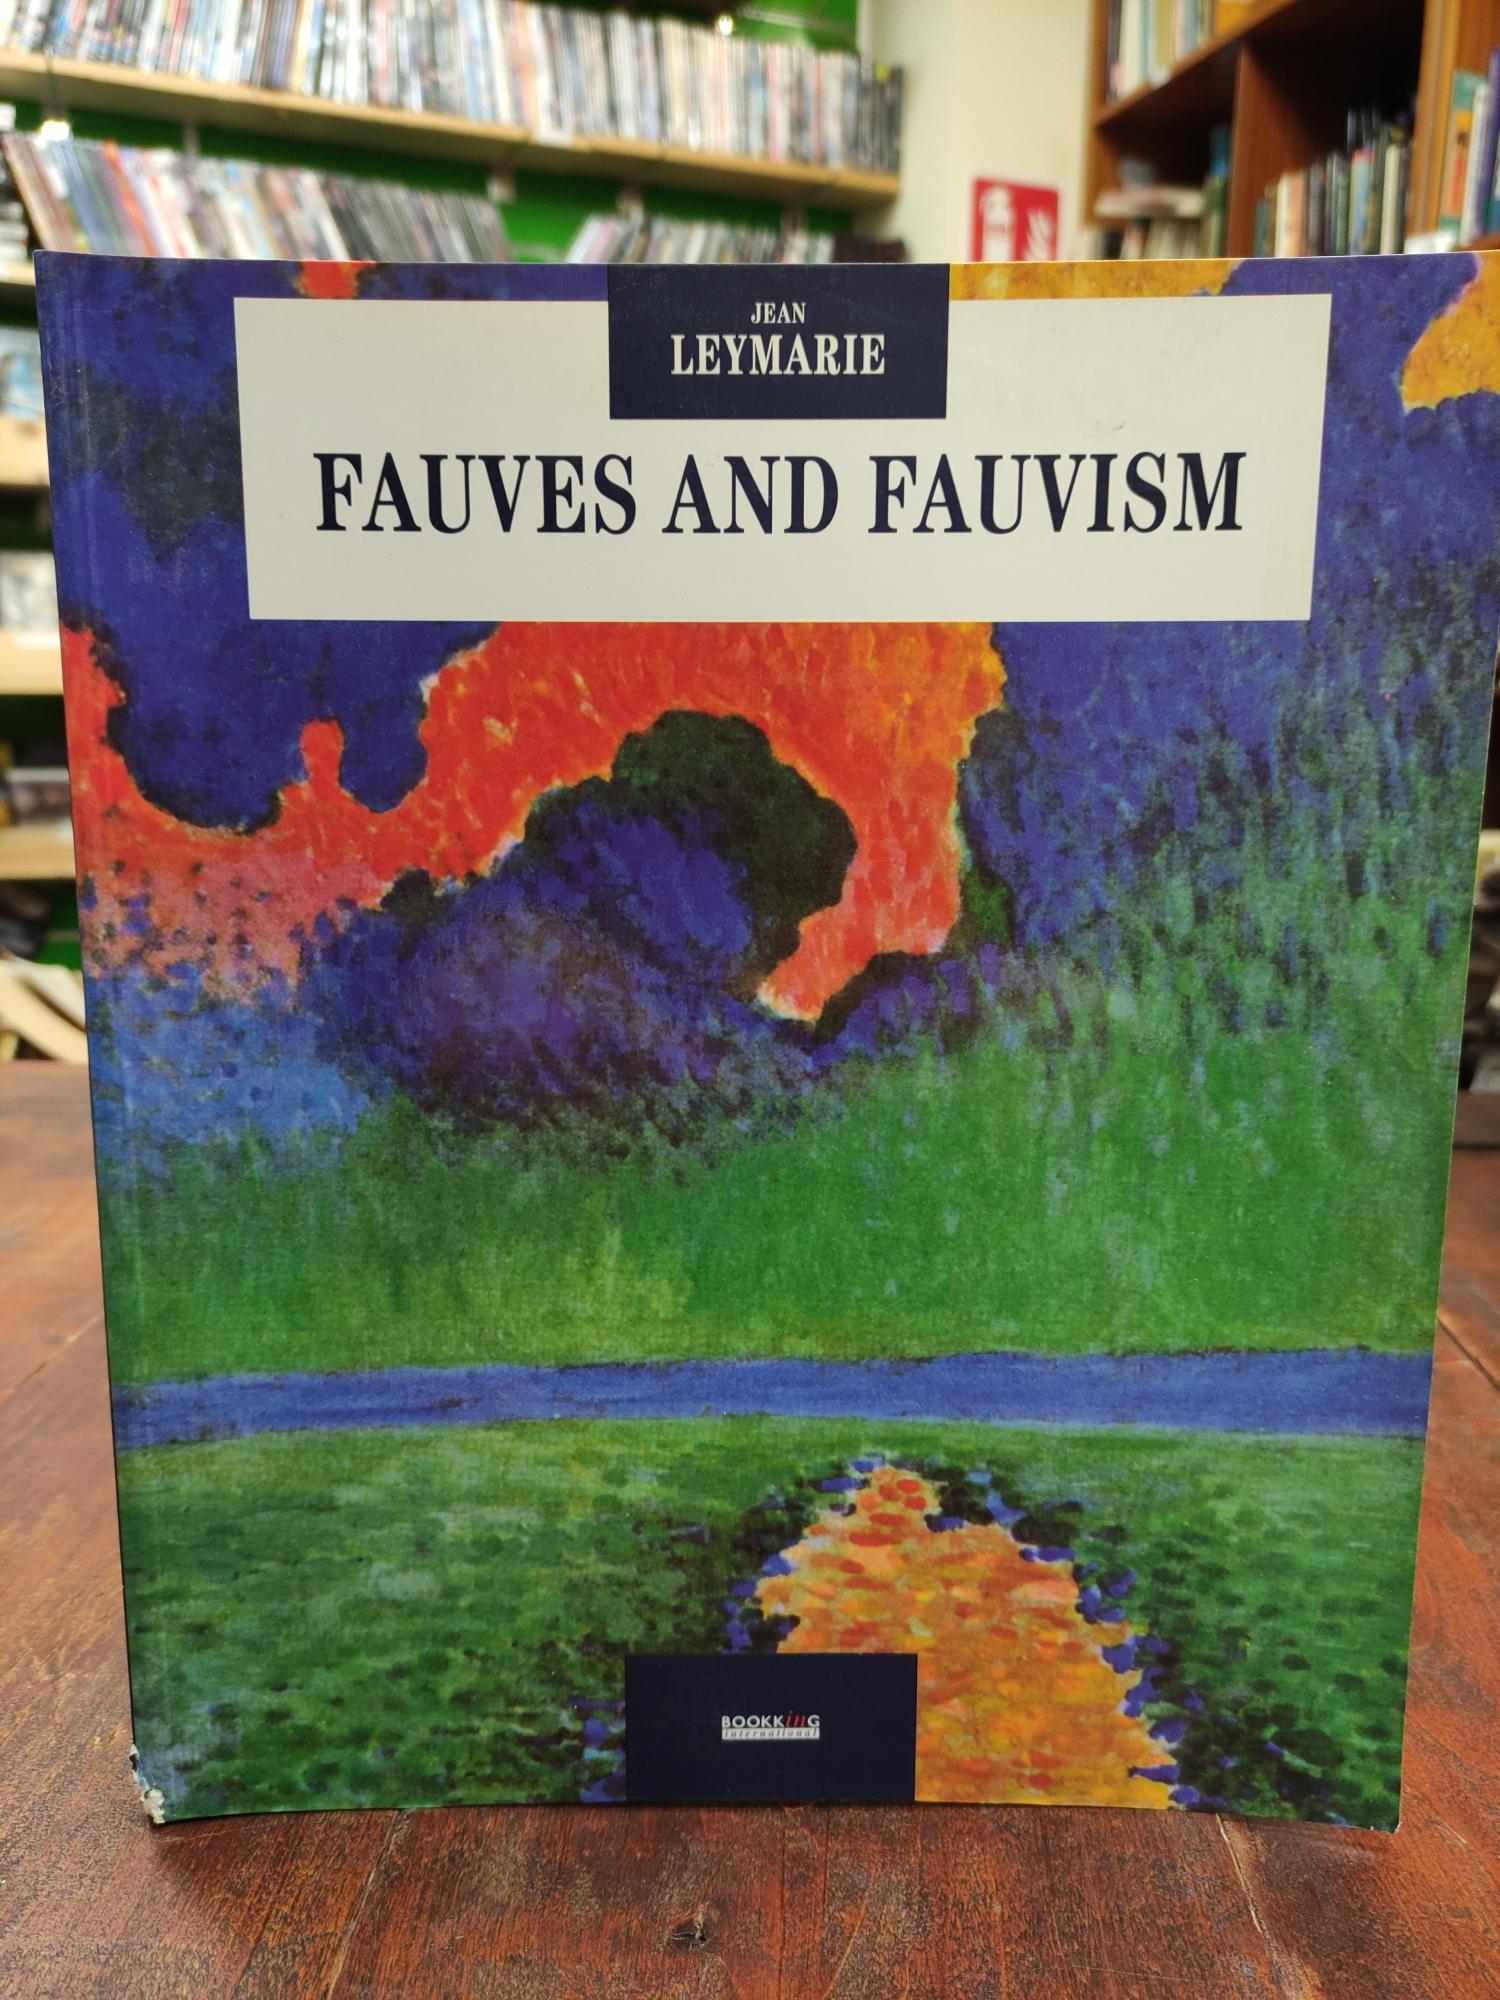 JEAN
LEYMARIE
FAUVES AND FAUVISM
BOOKKinG
international